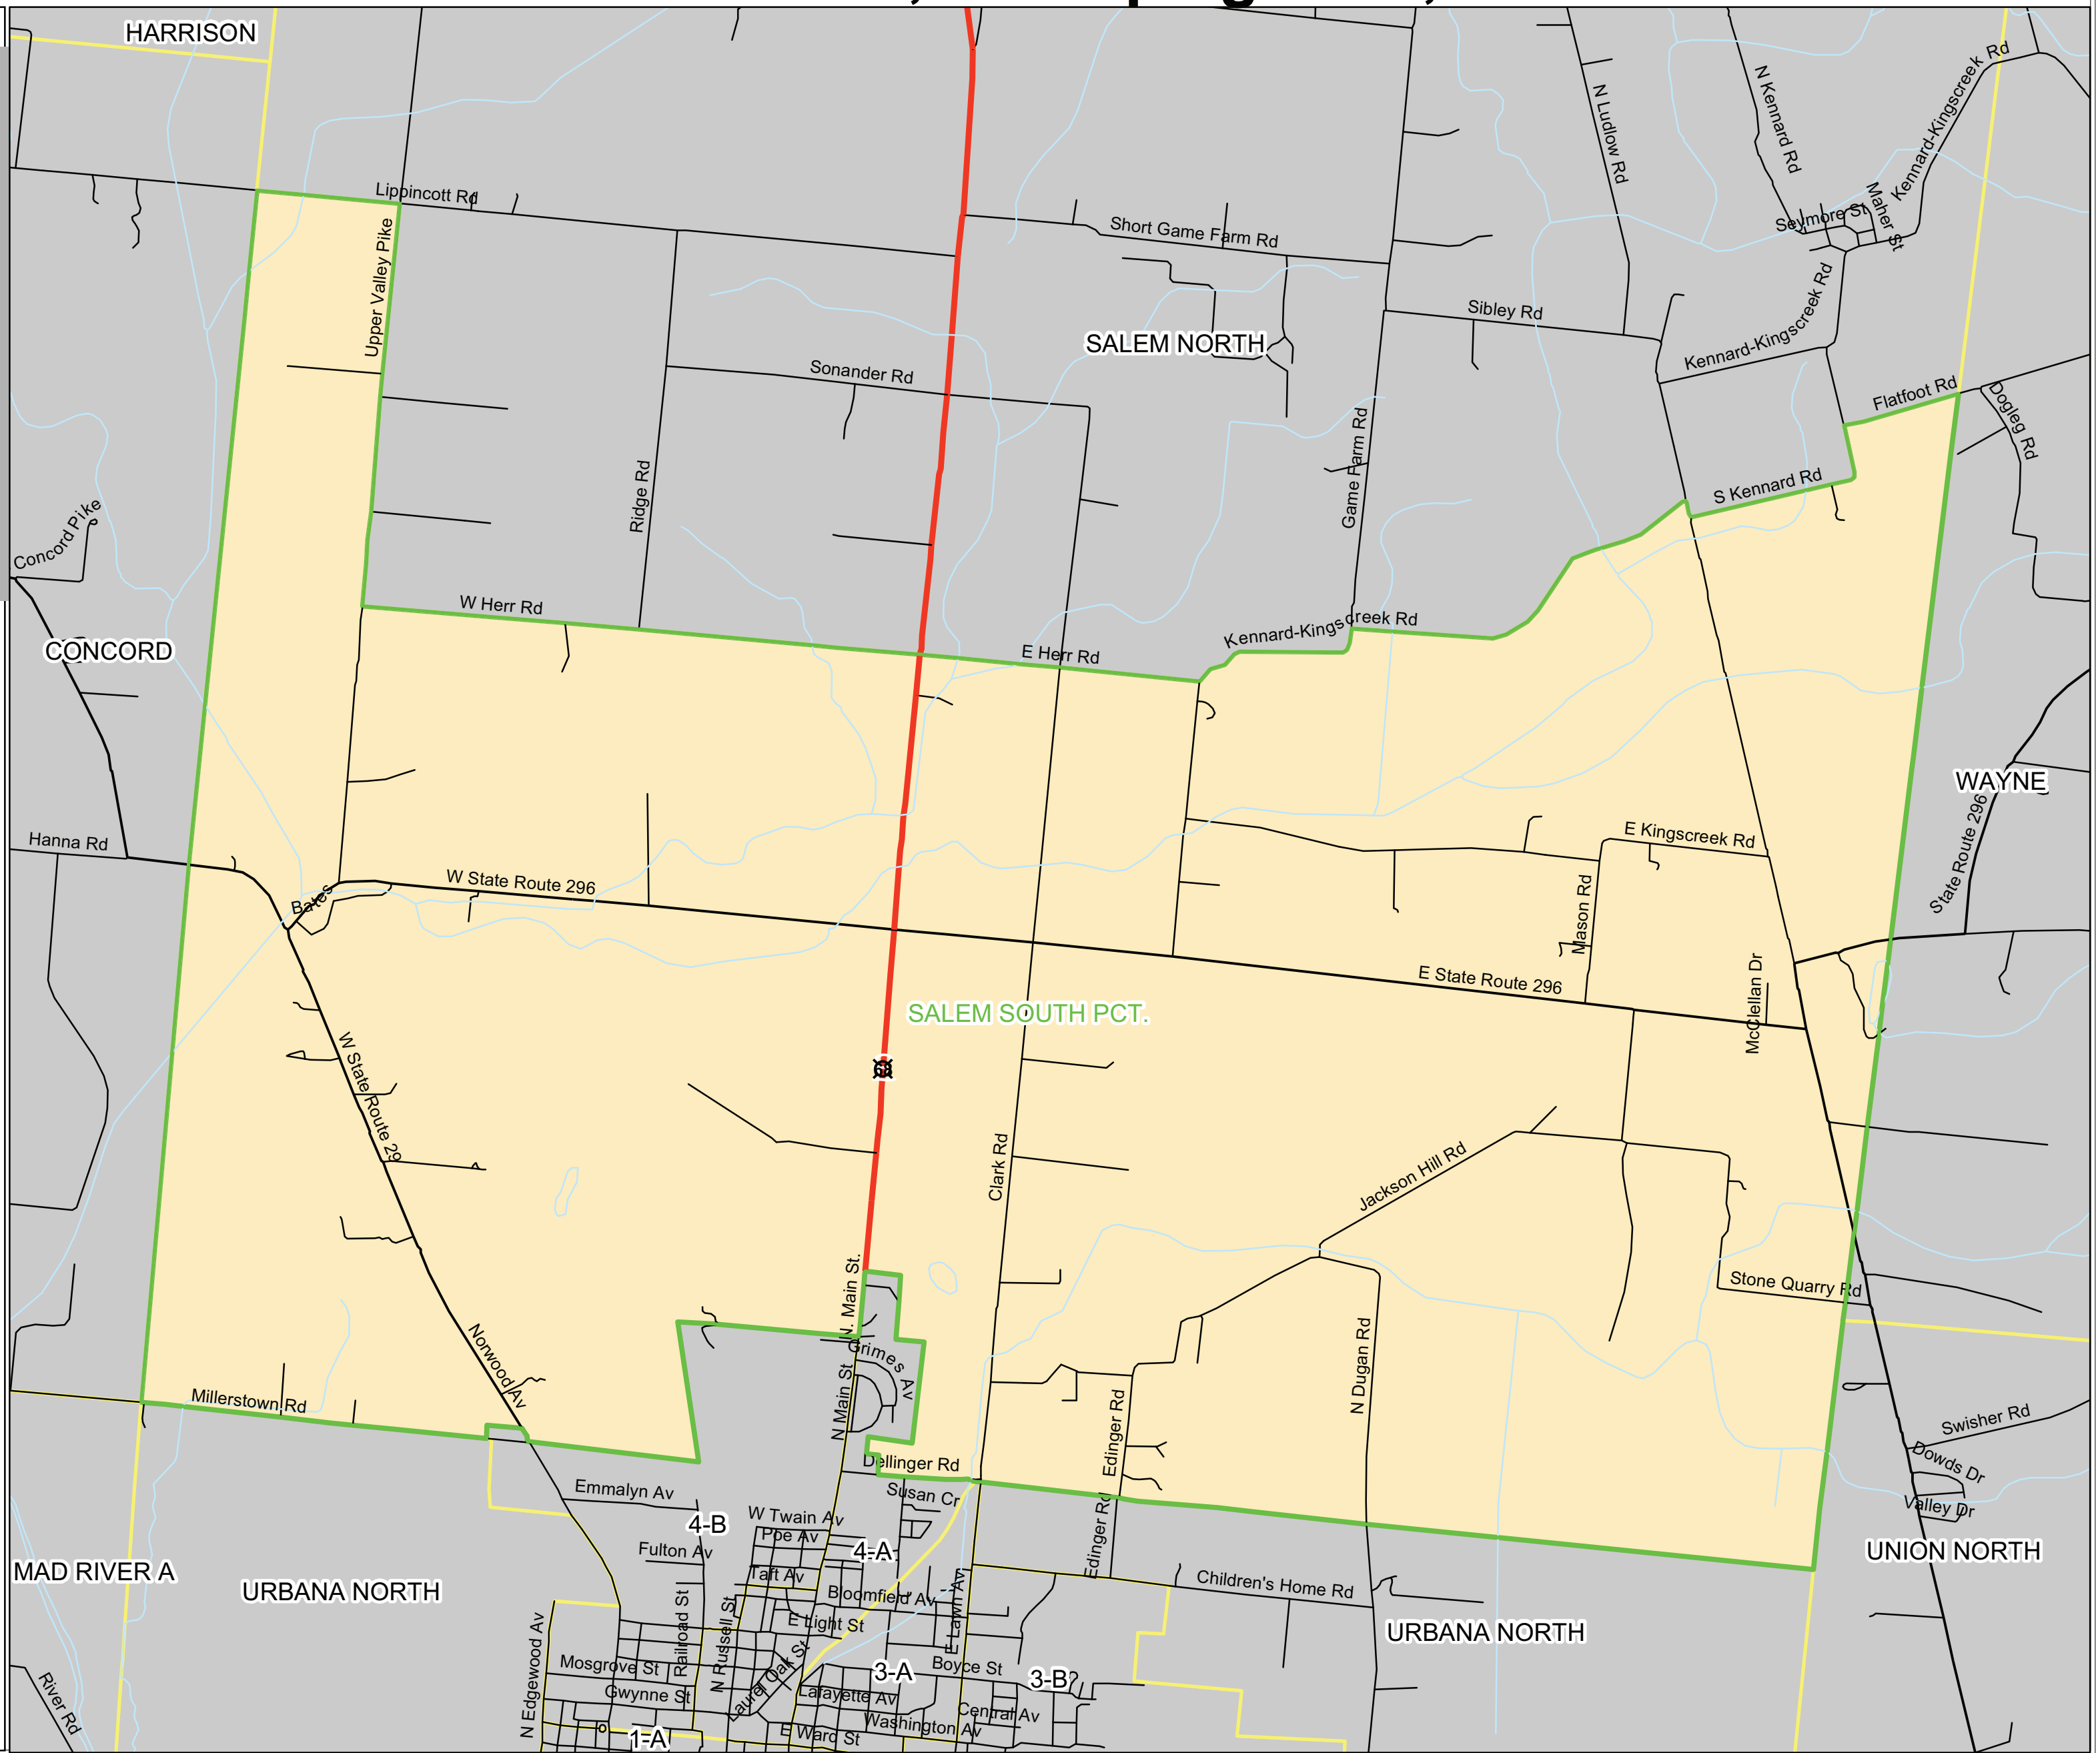 HARRISON
Kennard-Kingscreek Rd
N Kennard Rd
N Ludlow Rd
Lippincott Rd
Maher St
Seymore St
Short Game Farm Rd
Upper Valley Pike
Kennard-Kingscreek Rd
Sibley Rd
SALEM NORTH
Sonander Rd
Flatfoot Rd
Dogleg Rd
Game Farm Rd
Ridge Rd
S Kennard Rd
Concord Pike
W Herr Rd
Kennard-Kingscreek Rd
E Herr Rd
CONCORD
WAYNE
Hanna Rd
E Kingscreek Rd
State Route 296
W State Route 296
Bates
Mason Rd
E State Route 296
McClellan Dr
SALEM SOUTH PCT.
W State Route 29
Clark Rd
Jackson Hill Rd
N. Main St.
Stone Quarry Rd
Norwood Av
Grimes Av
N Dugan Rd
Millerstown Rd
N Main St
Edinger Rd
Swisher Rd
Dellinger Rd
Dowds Dr
Emmalyn Av
Susan Cr
Valley Dr
4-B
W Twain Av
Poe Av
Edinger Rd
Fulton Av
4-A
UNION NORTH
MAD RIVER A
Taft Av
URBANA NORTH
Bloomfield Av
Children's Home Rd
E Lawn Av
E Light St
Railroad St
N Russell St
URBANA NORTH
N Edgewood Av
Mosgrove St
Laurel Oak St
3-A
Boyce St
3-B
River Rd
Gwynne St
Lafayette Av
Central Av
Washington Av
1-A
E Ward St